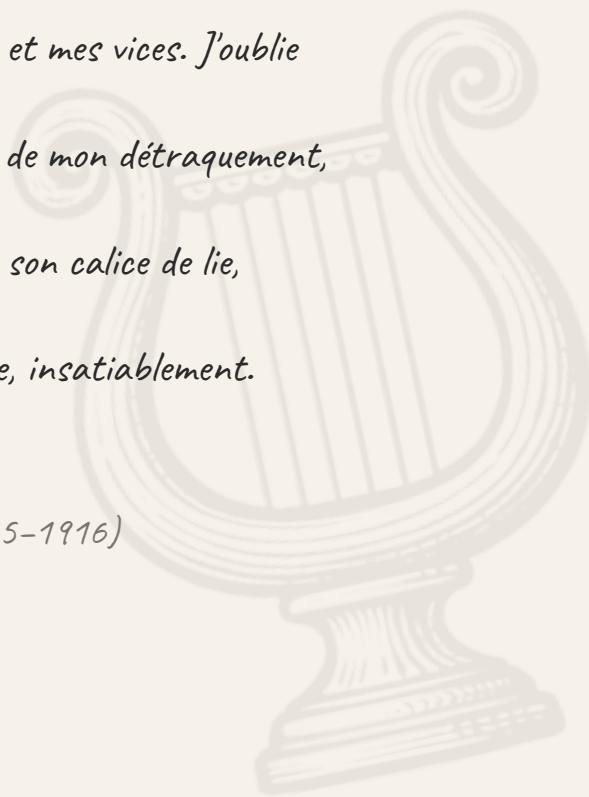 et mes vices. J'oublie
de mon détraquement,
son calice de lie,
e, insatiablement.
5–1916)